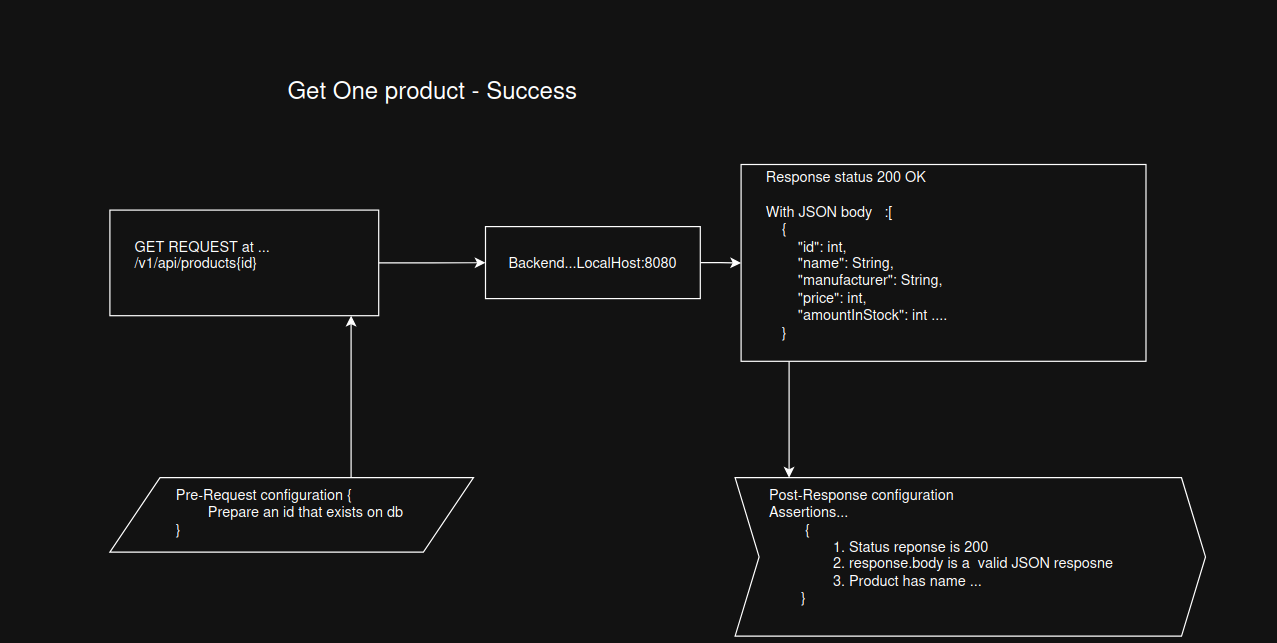 Get One product - Success
GET REQUEST at ...
/v1/api/products{id}
Backend...LocalHost:8080
Response status 200 OK
With JSON body   :[
{
"id": int,
"name": String,
"manufacturer": String,
"price": int,
"amountInStock": int ....
}
Pre-Request configuration {
Prepare an id that exists on db
}
Post-Response configuration
Assertions...
{
1. Status reponse is 200
2. response.body is a  valid JSON resposne
3. Product has name ...
}